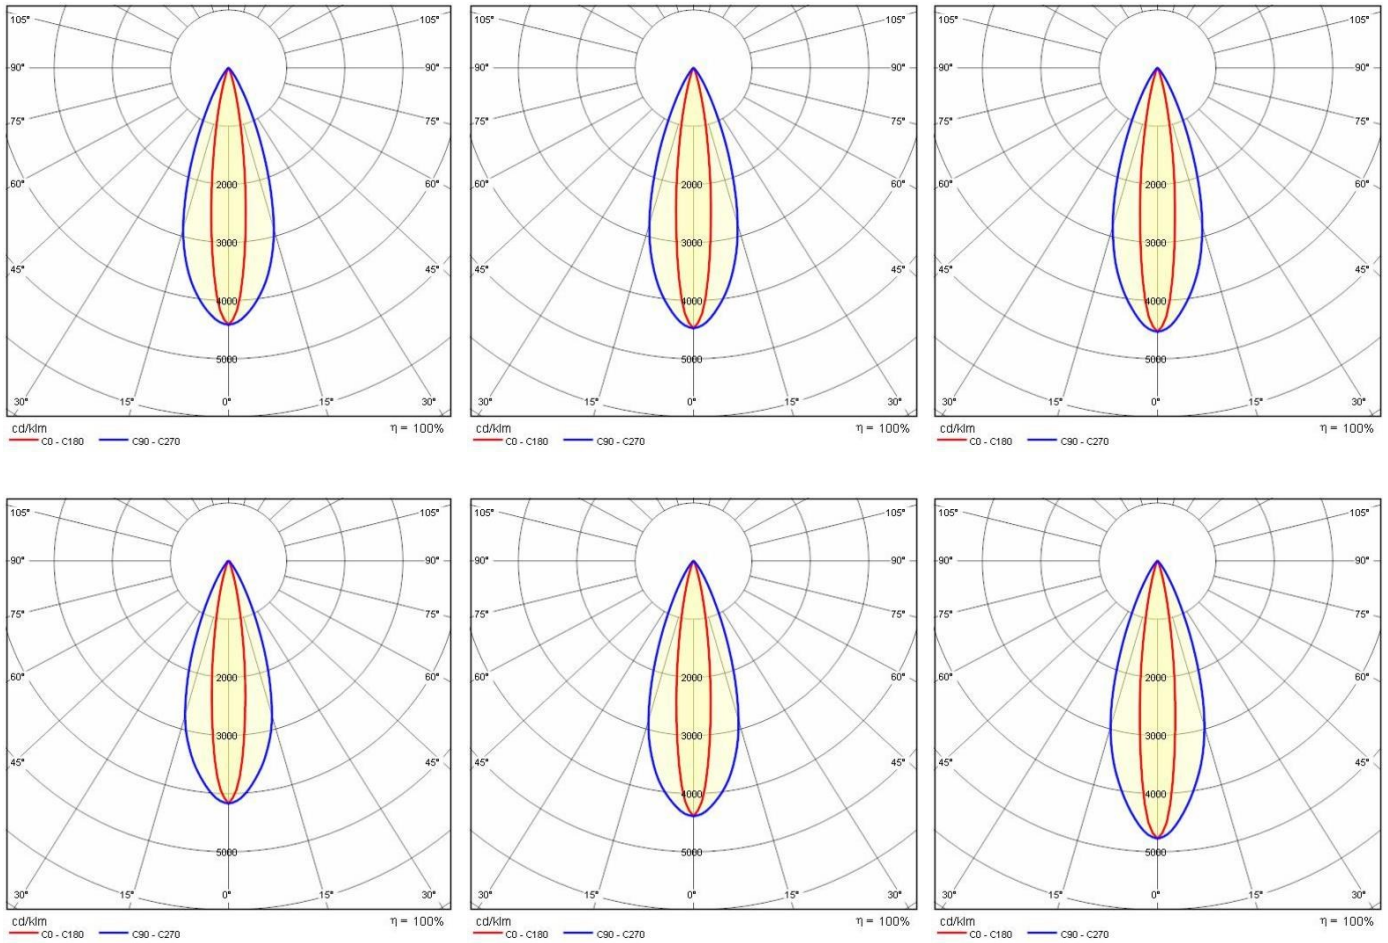 105° 105° 105° 105° 105° 105°
90° 90° 90° 90° 90° 90°
75° 75° 75° 75° 75° 75°
60° 2000 60° 60° 2000 60° 60° 2000 60°
3000 3000 3000
45° 45° 45° 45° 45° 45°
4000 4000 4000
5000 5000 5000
30° 15° 0° 15° 30° 30° 15° 0° 15° 30° 30° 15° 0° 15° 30°
cd/klm η = 100% cd/klm η = 100% cd/klm η = 100%
C0 - C180 C90 - C270 C0 - C180 C90 - C270 C0 - C180 C90 - C270
105° 105° 105° 105° 105° 105°
90° 90° 90° 90° 90° 90°
75° 75° 75° 75° 75° 75°
60° 2000 60° 60° 2000 60° 60° 2000 60°
3000 3000 3000
45° 45° 45° 45° 45° 45°
4000 4000
5000 5000 5000
30° 15° 0° 15° 30° 30° 15° 0° 15° 30° 30° 15° 0° 15° 30°
cd/klm η = 100% cd/klm η = 100% cd/klm η = 100%
C0 - C180 C90 - C270 C0 - C180 C90 - C270 C0 - C180 C90 - C270